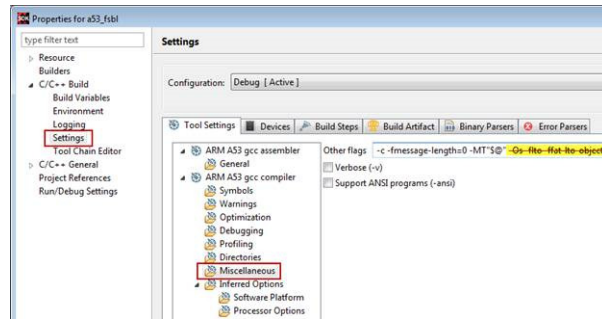 Properties for a53_fsbl
type filter text
Settings
Resource
Builders
C/C++ Build
Build Variables
Environment
Logging
Settings
Tool Chain Editor
C/C++ General
Project References
Run/Debug Settings
Configuration: Debug [ Active ]
Tool Settings Devices Build Steps Build Artifact Binary Parsers Error Parsers
ARM A53 gcc assembler
General
ARM A53 gcc compiler
Symbols
Warnings
Optimization
Debugging
Profiling
Directories
Miscellaneous
Inferred Options
Software Platform
Processor Options
Other flags -c -fmessage-length=0 -MT"$@" -Os -flto -ffat-lto-object
Verbose (-v)
Support ANSI programs (-ansi)